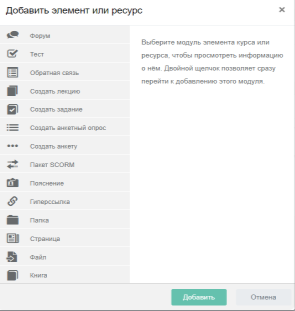 Добавить элемент или ресурс
×
Форум
Тест
Обратная связь
Создать лекцию
Создать задание
Создать анкетный опрос
Создать анкету
Пакет SCORM
Пояснение
Гиперссылка
Папка
Страница
Файл
Книга
Выберите модуль элемента курса или
ресурса, чтобы просмотреть информацию
о нём. Двойной щелчок позволяет сразу
перейти к добавлению этого модуля.
Добавить
Отмена